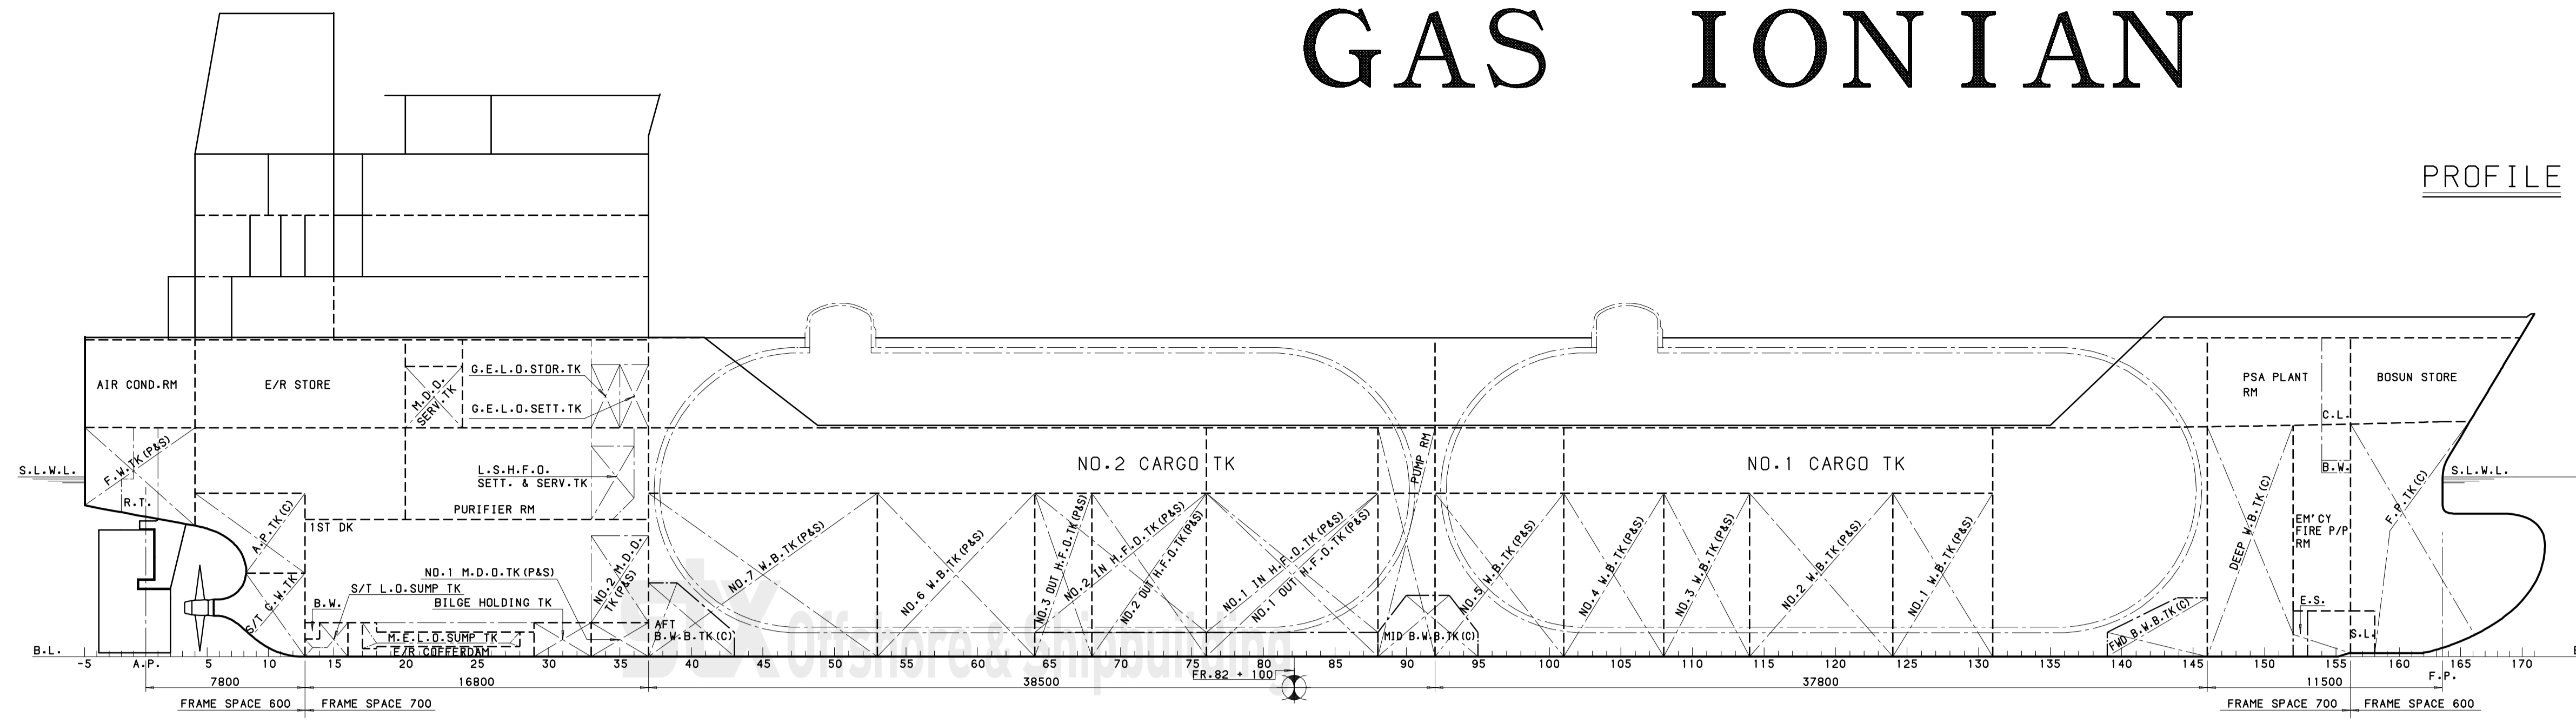 GAS IONIAN
PROFILE
AIR COND.RM
E/R STORE
M.D.O.
SERV.TK
G.E.L.O.STOR.TK
G.E.L.O.SETT.TK
PSA PLANT
RM
BOSUN STORE
C.L.
F.W.TK(P&S)
R.T.
S.L.W.L.
L.S.H.F.O.
SETT. & SERV.TK
PURIFIER RM
NO.2 CARGO TK
PUMP RM
NO.1 CARGO TK
B.W.
S.L.W.L.
1ST DK
A.P.TK(C)
S/T C.W.TK
NO.1 M.D.O.TK(P&S)
S/T L.O.SUMP TK
B.W.
BILGE HOLDING TK
M.E.L.O.SUMP TK
E/R COFFERDAM
NO.2 M.D.O.
TK(P&S)
AFT
B.W.B.TK(C)
NO.7 W.B.TK(P&S)
NO.6 W.B.TK(P&S)
NO.3 OUT H.F.O.TK(P&S)
NO.2 IN H.F.O.TK(P&S)
NO.2 OUT H.F.O.TK(P&S)
NO.1 IN H.F.O.TK(P&S)
NO.1 OUT H.F.O.TK(P&S)
MID B.W.B.TK(C)
NO.5 W.B.TK(P&S)
NO.4 W.B.TK(P&S)
NO.3 W.B.TK(P&S)
NO.2 W.B.TK(P&S)
NO.1 W.B.TK(P&S)
FWD B.W.B.TK(C)
DEEP W.B.TK(C)
EM'CY
FIRE P/P
RM
F.P.TK(C)
E.S.
S.L.
stx Offshore & Shipbuilding
B.L.
-5 A.P. 5 10 15 20 25 30 35 40 45 50 55 60 65 70 75 80 85 90 95 100 105 110 115 120 125 130 135 140 145 150 155 160 165 170
FR.82 + 100
F.P.
7800 16800 38500 37800 11500
FRAME SPACE 600 FRAME SPACE 700 FRAME SPACE 700 FRAME SPACE 600